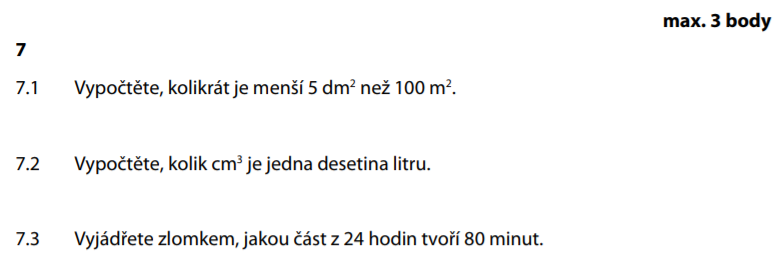 max. 3 body
7
7.1 Vypočtěte, kolikrát je menší 5 dm² než 100 m².
7.2 Vypočtěte, kolik cm³ je jedna desetina litru.
7.3 Vyjádřete zlomkem, jakou část z 24 hodin tvoří 80 minut.